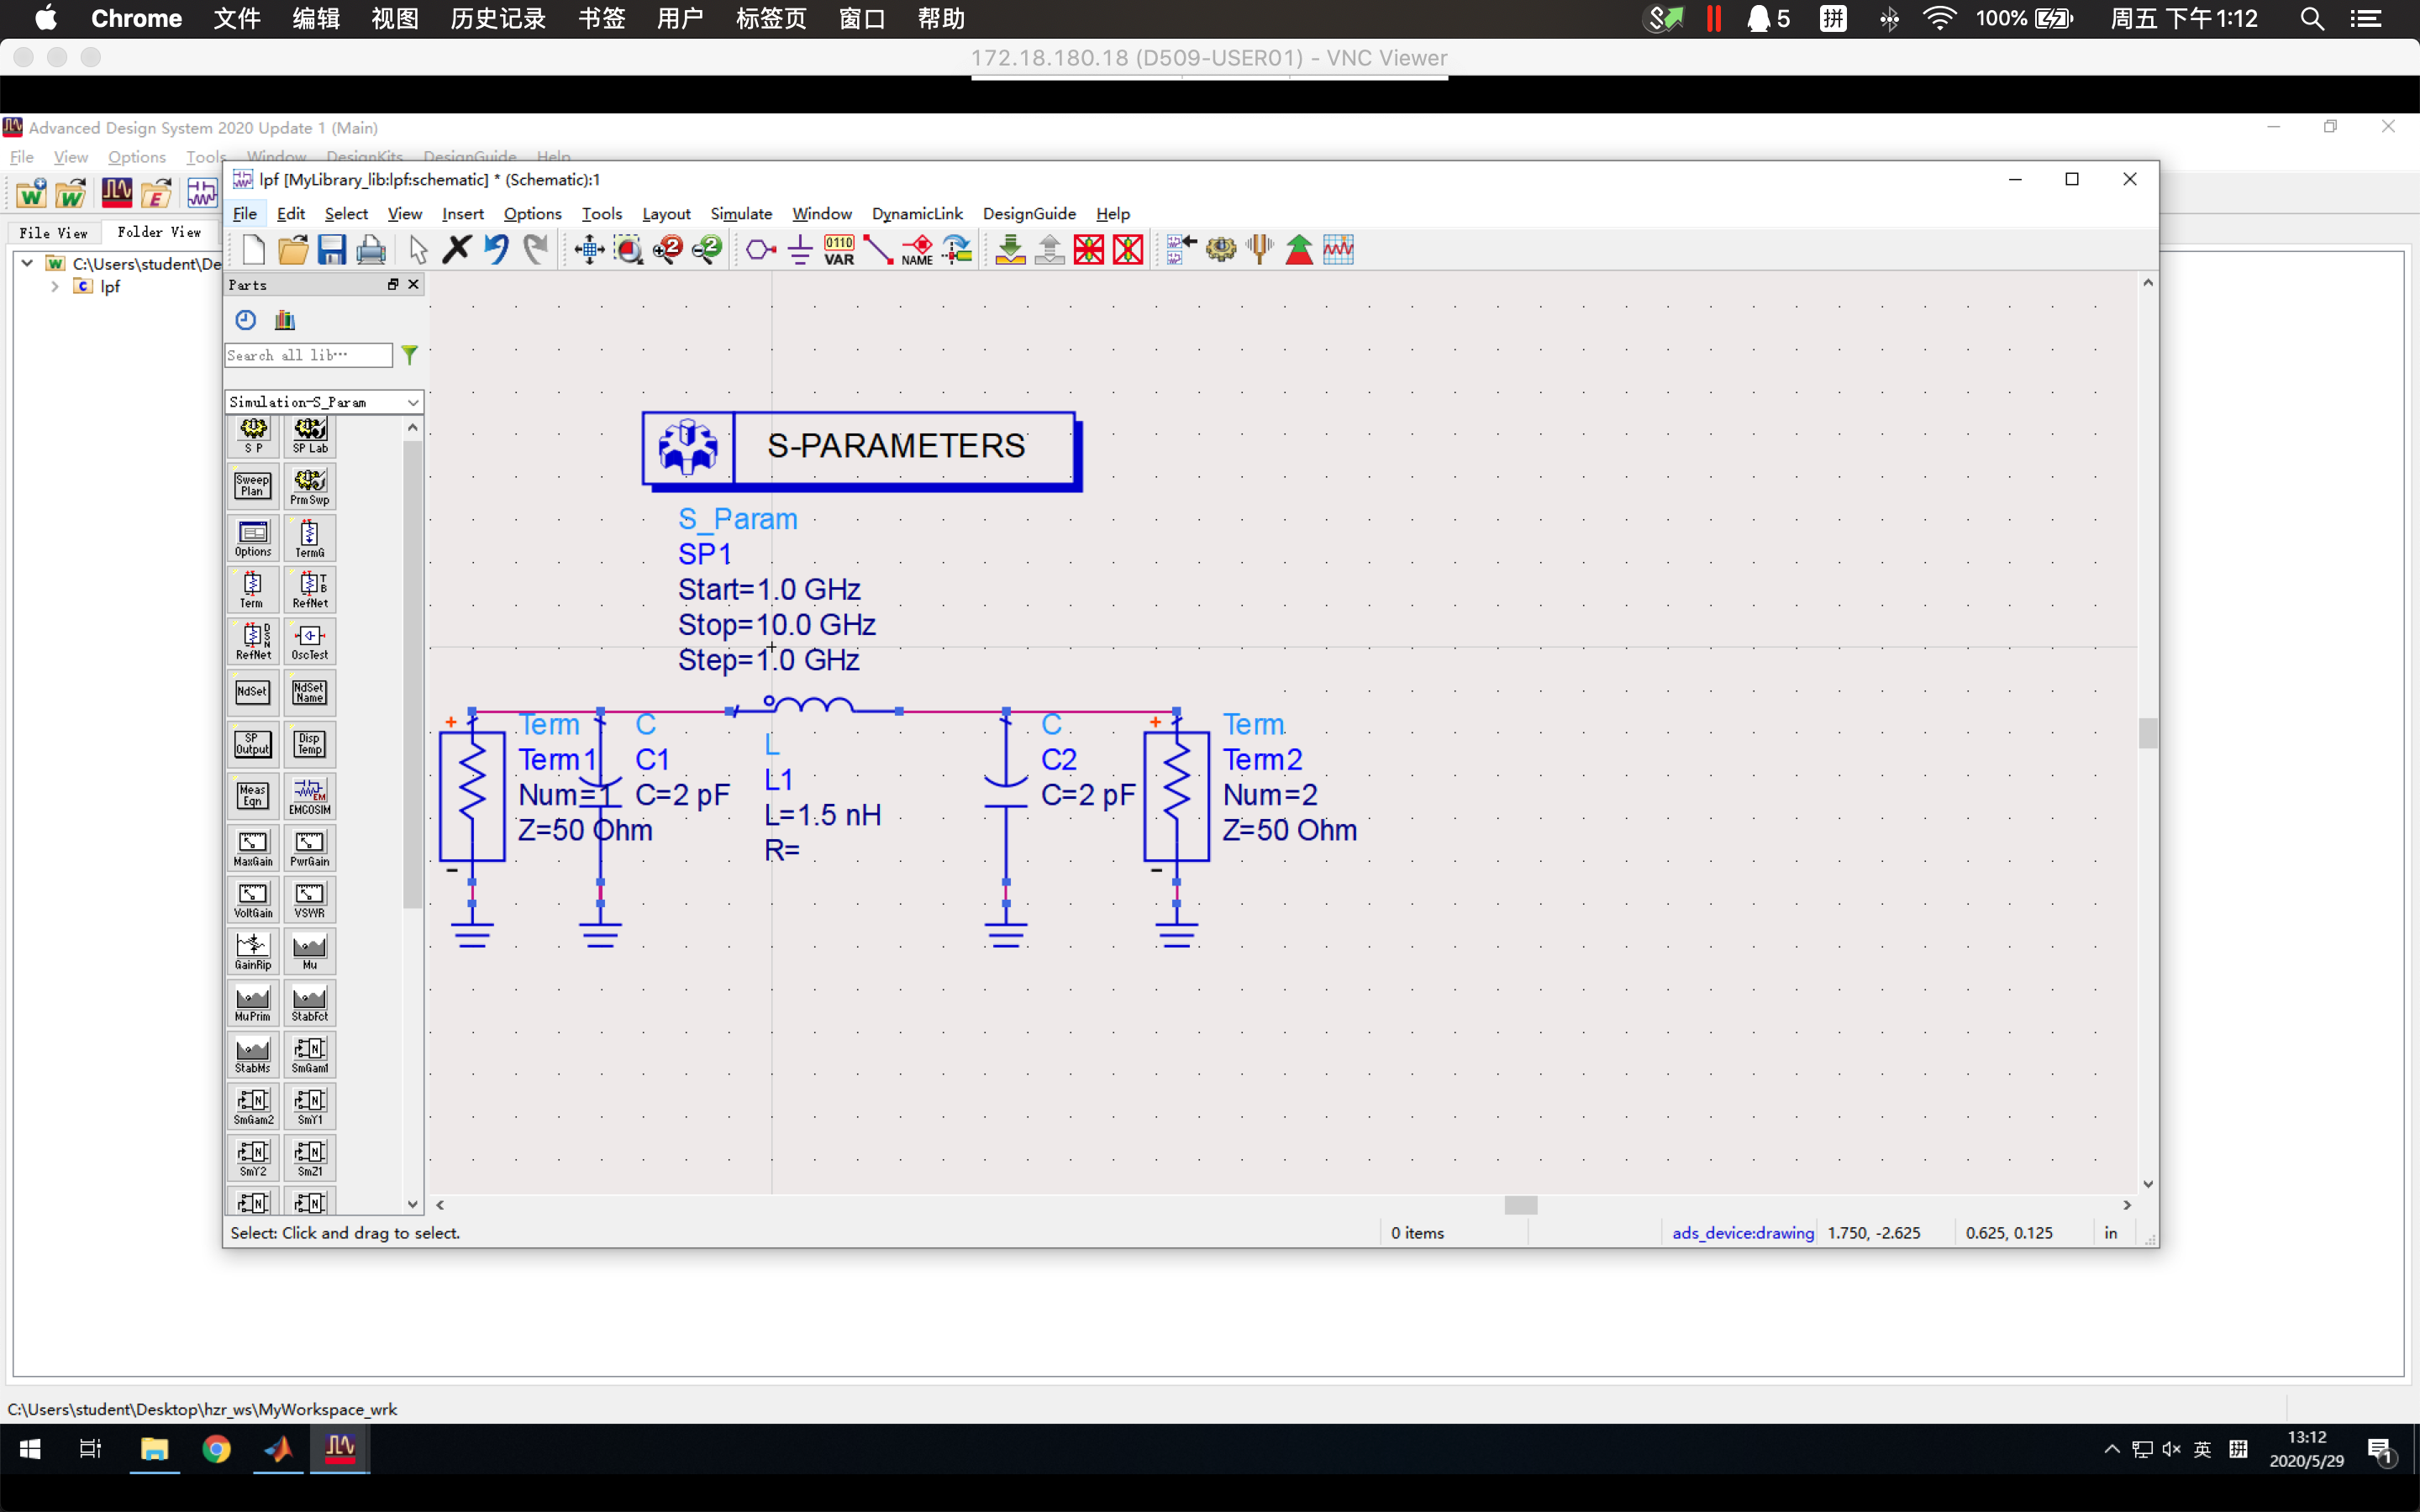 Chrome 文件 编辑 视图 历史记录 书签 用户 标签页 窗口 帮助 5 拼 100% 周五 下午1:12
172.18.180.18 (D509-USER01) - VNC Viewer
Advanced Design System 2020 Update 1 (Main)
File View Options Tools Window DesignKits DesignGuide Help
lpf [MyLibrary_lib:lpf:schematic] * (Schematic):1
File Edit Select View Insert Options Tools Layout Simulate Window DynamicLink DesignGuide Help
0110 VAR NAME
File View Folder View
C:\Users\student\De
lpf
Parts
Search all lib…
Simulation-S_Param
S P SP Lab
Sweep Plan PrmSwp
Options TermG
Term RefNet
RefNet OscTest
NdSet NdSet Name
SP Output Disp Temp
Meas Eqn EMCOSIM
MaxGain PwrGain
VoltGain VSWR
GainRip Mu
MuPrim StabFct
StabMs SmGam1
SmGam2 SmY1
SmY2 SmZ1
S-PARAMETERS
S_Param
SP1
Start=1.0 GHz
Stop=10.0 GHz
Step=1.0 GHz
Term
Term1
Num=1
Z=50 Ohm
C
C1
C=2 pF
L
L1
L=1.5 nH
R=
C
C2
C=2 pF
Term
Term2
Num=2
Z=50 Ohm
Select: Click and drag to select. 0 items ads_device:drawing 1.750, -2.625 0.625, 0.125 in
C:\Users\student\Desktop\hzr_ws\MyWorkspace_wrk
英 拼 13:12
2020/5/29 1